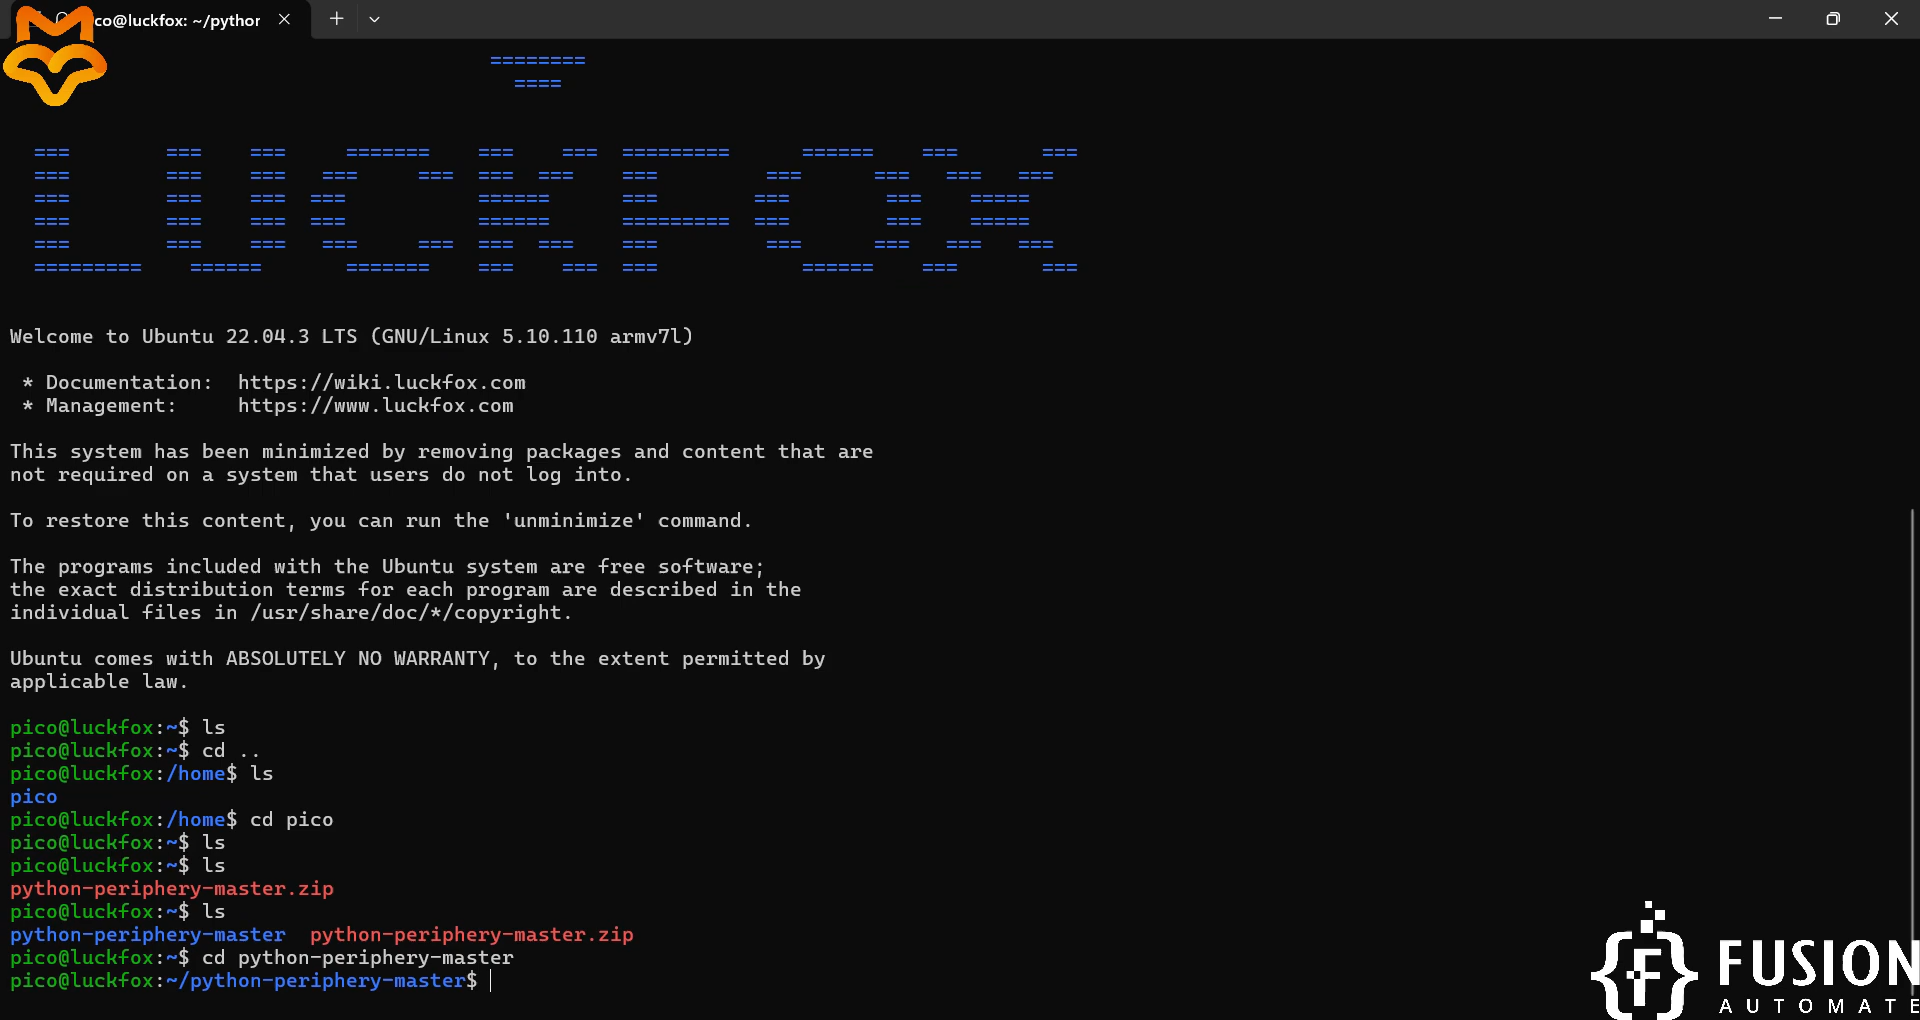 co@luckfox: ~/pythor
========
====
===        ===    ===     =======    ===    ===  =========      ======    ===       ===
===        ===    ===   ===     ===  ===  ===    ===         ===      ===   ===   ===
===        ===    ===  ===           ======      ===        ===        ===    =====
===        ===    ===  ===           ======      =========  ===        ===    =====
===        ===    ===   ===     ===  ===  ===    ===         ===      ===   ===   ===
=========    ======       =======    ===    ===  ===            ======    ===       ===
Welcome to Ubuntu 22.04.3 LTS (GNU/Linux 5.10.110 armv7l)
* Documentation:  https://wiki.luckfox.com
* Management:     https://www.luckfox.com
This system has been minimized by removing packages and content that are
not required on a system that users do not log into.
To restore this content, you can run the 'unminimize' command.
The programs included with the Ubuntu system are free software;
the exact distribution terms for each program are described in the
individual files in /usr/share/doc/*/copyright.
Ubuntu comes with ABSOLUTELY NO WARRANTY, to the extent permitted by
applicable law.
pico@luckfox:~$ ls
pico@luckfox:~$ cd ..
pico@luckfox:/home$ ls
pico
pico@luckfox:/home$ cd pico
pico@luckfox:~$ ls
pico@luckfox:~$ ls
python-periphery-master.zip
pico@luckfox:~$ ls
python-periphery-master  python-periphery-master.zip
pico@luckfox:~$ cd python-periphery-master
pico@luckfox:~/python-periphery-master$
FUSION
AUTOMATE